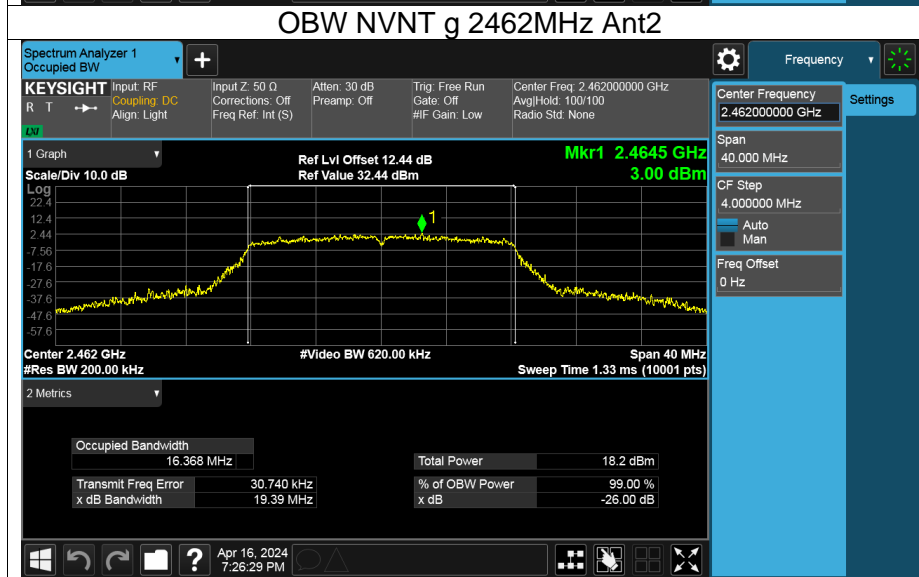 OBW NVNT g 2462MHz Ant2
Spectrum Analyzer 1
Occupied BW
+
Frequency
KEYSIGHT
R T
LXI
Input: RF
Coupling: DC
Align: Light
Input Z: 50 Ω
Corrections: Off
Freq Ref: Int (S)
Atten: 30 dB
Preamp: Off
Trig: Free Run
Gate: Off
#IF Gain: Low
Center Freq: 2.462000000 GHz
Avg|Hold: 100/100
Radio Std: None
Center Frequency
2.462000000 GHz
Settings
Span
40.000 MHz
CF Step
4.000000 MHz
Auto
Man
Freq Offset
0 Hz
1 Graph
Scale/Div 10.0 dB
Ref Lvl Offset 12.44 dB
Ref Value 32.44 dBm
Mkr1 2.4645 GHz
3.00 dBm
Log
22.4
12.4
2.44
-7.56
-17.6
-27.6
-37.6
-47.6
-57.6
1
Center 2.462 GHz
#Res BW 200.00 kHz
#Video BW 620.00 kHz
Span 40 MHz
Sweep Time 1.33 ms (10001 pts)
2 Metrics
Occupied Bandwidth
16.368 MHz
Total Power 18.2 dBm
Transmit Freq Error 30.740 kHz
% of OBW Power 99.00 %
x dB Bandwidth 19.39 MHz
x dB -26.00 dB
?
Apr 16, 2024
7:26:29 PM